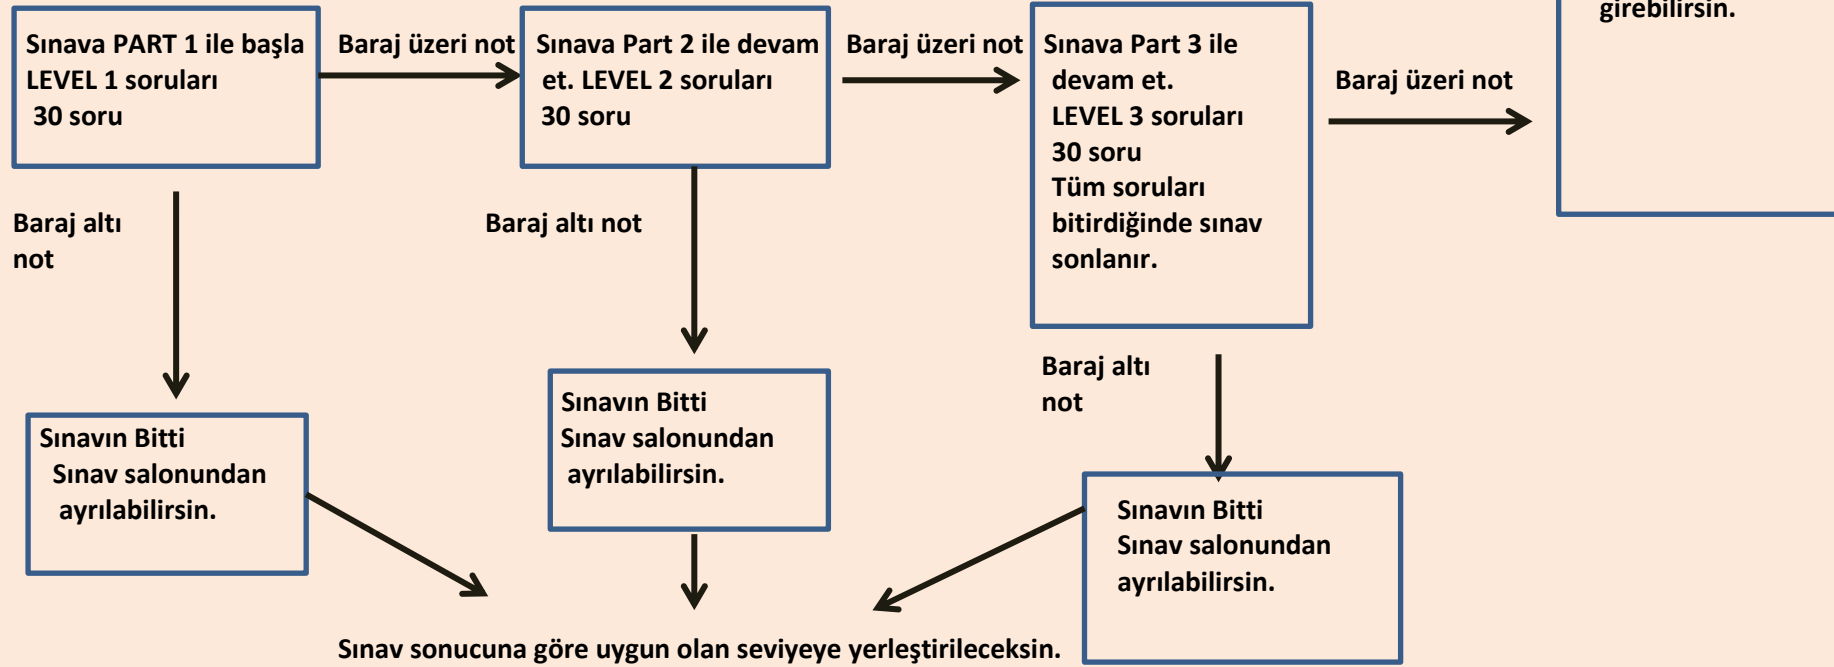 girebilirsin.
Sınava PART 1 ile başla
LEVEL 1 soruları
30 soru
Baraj üzeri not
Sınava Part 2 ile devam
et. LEVEL 2 soruları
30 soru
Baraj üzeri not
Sınava Part 3 ile
devam et.
LEVEL 3 soruları
30 soru
Tüm soruları
bitirdiğinde sınav
sonlanır.
Baraj üzeri not
Baraj altı
not
Baraj altı not
Baraj altı
not
Sınavın Bitti
Sınav salonundan
ayrılabilirsin.
Sınavın Bitti
Sınav salonundan
ayrılabilirsin.
Sınavın Bitti
Sınav salonundan
ayrılabilirsin.
Sınav sonucuna göre uygun olan seviyeye yerleştirileceksin.